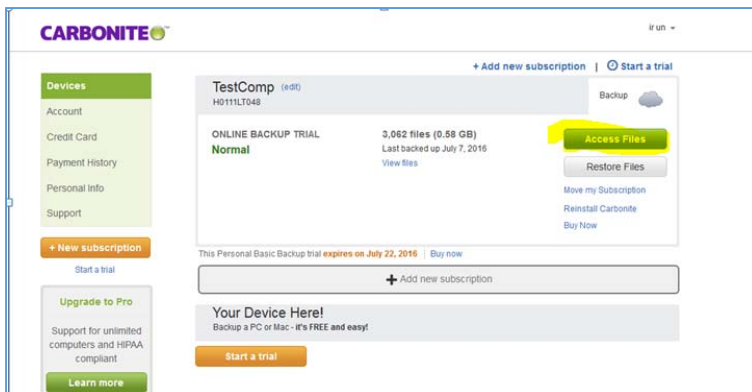 CARBONITE
ir un
+ Add new subscription | Start a trial
Devices
Account
Credit Card
Payment History
Personal Info
Support
+ New subscription
Start a trial
Upgrade to Pro
Support for unlimited
computers and HIPAA
compliant
Learn more
TestComp (edit)
H0111LT048
Backup
ONLINE BACKUP TRIAL
Normal
3,062 files (0.58 GB)
Last backed up July 7, 2016
View files
Access Files
Restore Files
Move my Subscription
Reinstall Carbonite
Buy Now
This Personal Basic Backup trial expires on July 22, 2016 | Buy now
+ Add new subscription
Your Device Here!
Backup a PC or Mac - it's FREE and easy!
Start a trial